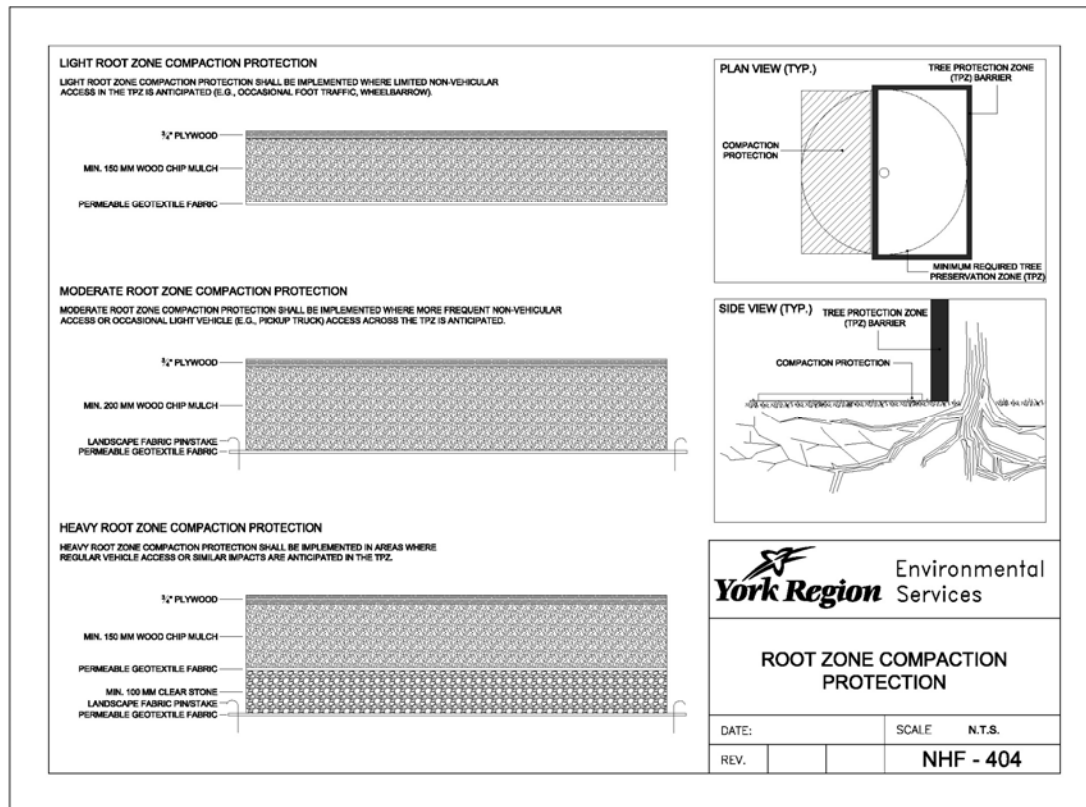 LIGHT ROOT ZONE COMPACTION PROTECTION
LIGHT ROOT ZONE COMPACTION PROTECTION SHALL BE IMPLEMENTED WHERE LIMITED NON-VEHICULAR
ACCESS IN THE TPZ IS ANTICIPATED (E.G., OCCASIONAL FOOT TRAFFIC, WHEELBARROW).
¾" PLYWOOD
MIN. 150 MM WOOD CHIP MULCH
PERMEABLE GEOTEXTILE FABRIC
MODERATE ROOT ZONE COMPACTION PROTECTION
MODERATE ROOT ZONE COMPACTION PROTECTION SHALL BE IMPLEMENTED WHERE MORE FREQUENT NON-VEHICULAR
ACCESS OR OCCASIONAL LIGHT VEHICLE (E.G., PICKUP TRUCK) ACCESS ACROSS THE TPZ IS ANTICIPATED.
¾" PLYWOOD
MIN. 200 MM WOOD CHIP MULCH
LANDSCAPE FABRIC PIN/STAKE
PERMEABLE GEOTEXTILE FABRIC
HEAVY ROOT ZONE COMPACTION PROTECTION
HEAVY ROOT ZONE COMPACTION PROTECTION SHALL BE IMPLEMENTED IN AREAS WHERE
REGULAR VEHICLE ACCESS OR SIMILAR IMPACTS ARE ANTICIPATED IN THE TPZ.
¾" PLYWOOD
MIN. 150 MM WOOD CHIP MULCH
PERMEABLE GEOTEXTILE FABRIC
MIN. 100 MM CLEAR STONE
LANDSCAPE FABRIC PIN/STAKE
PERMEABLE GEOTEXTILE FABRIC
PLAN VIEW (TYP.)
TREE PROTECTION ZONE
(TPZ) BARRIER
COMPACTION
PROTECTION
MINIMUM REQUIRED TREE
PRESERVATION ZONE (TPZ)
SIDE VIEW (TYP.)
TREE PROTECTION ZONE
(TPZ) BARRIER
COMPACTION PROTECTION
York Region
Environmental
Services
ROOT ZONE COMPACTION
PROTECTION
DATE:
SCALE N.T.S.
REV.
NHF - 404